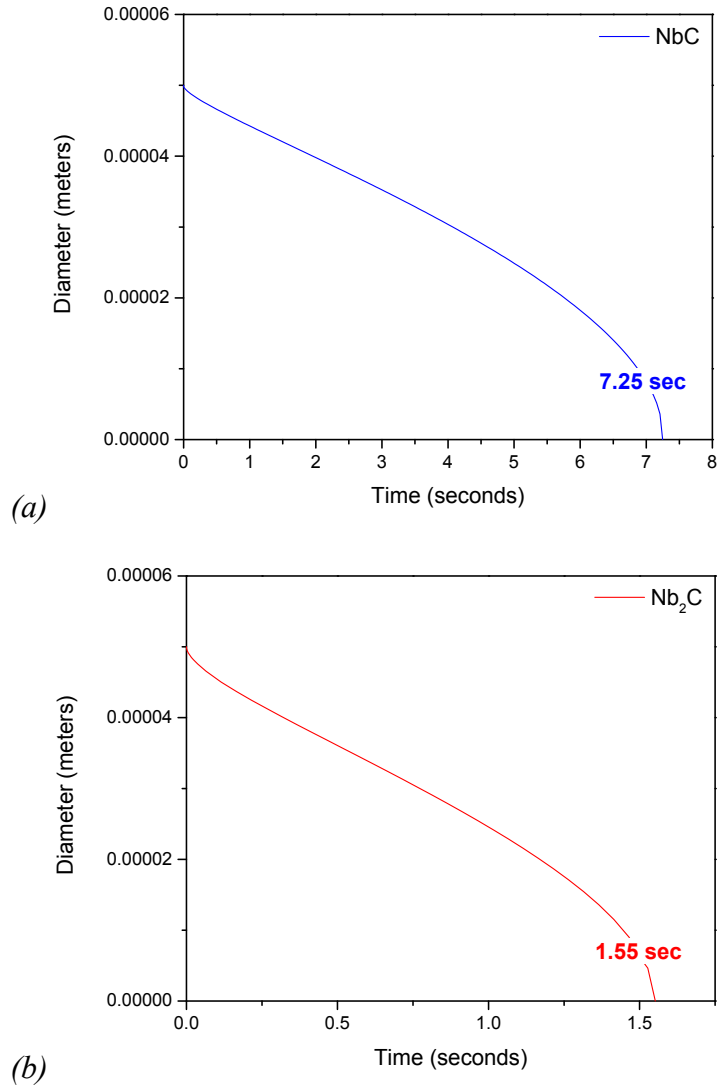 0.00006
NbC
0.00004
Diameter (meters)
0.00002
7.25 sec
0.00000
0 1 2 3 4 5 6 7 8
Time (seconds)
(a)
0.00006
Nb₂C
0.00004
Diameter (meters)
0.00002
1.55 sec
0.00000
0.0 0.5 1.0 1.5
Time (seconds)
(b)